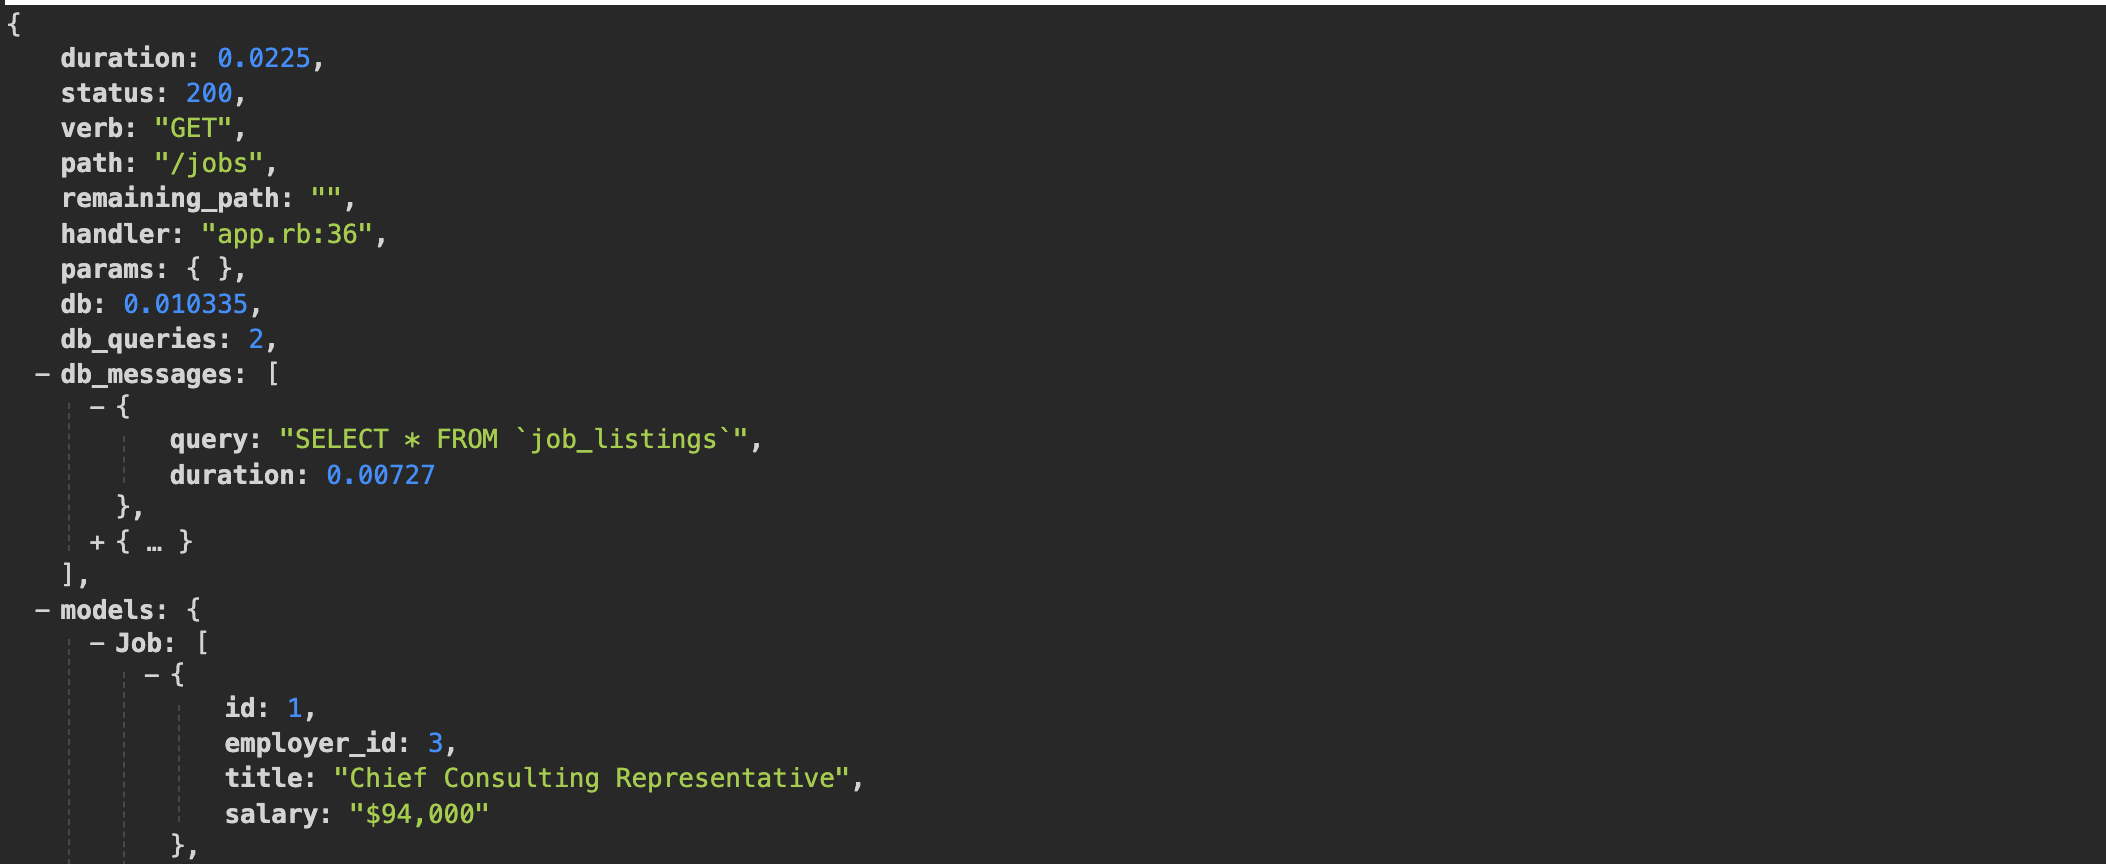 {
duration: 0.0225,
status: 200,
verb: "GET",
path: "/jobs",
remaining_path: "",
handler: "app.rb:36",
params: { },
db: 0.010335,
db_queries: 2,
– db_messages: [
– {
query: "SELECT * FROM `job_listings`",
duration: 0.00727
},
+ { … }
],
– models: {
– Job: [
– {
id: 1,
employer_id: 3,
title: "Chief Consulting Representative",
salary: "$94,000"
},